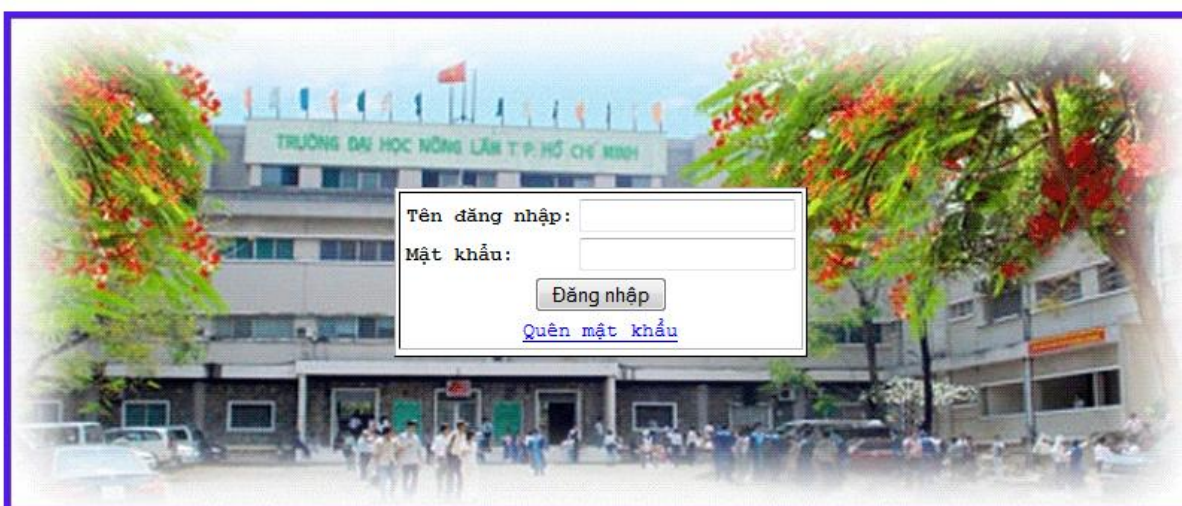 TRƯỜNG ĐẠI HỌC NÔNG LÂM T.P. HỒ CHÍ MINH
Tên đăng nhập:
Mật khẩu:
Đăng nhập
Quên mật khẩu